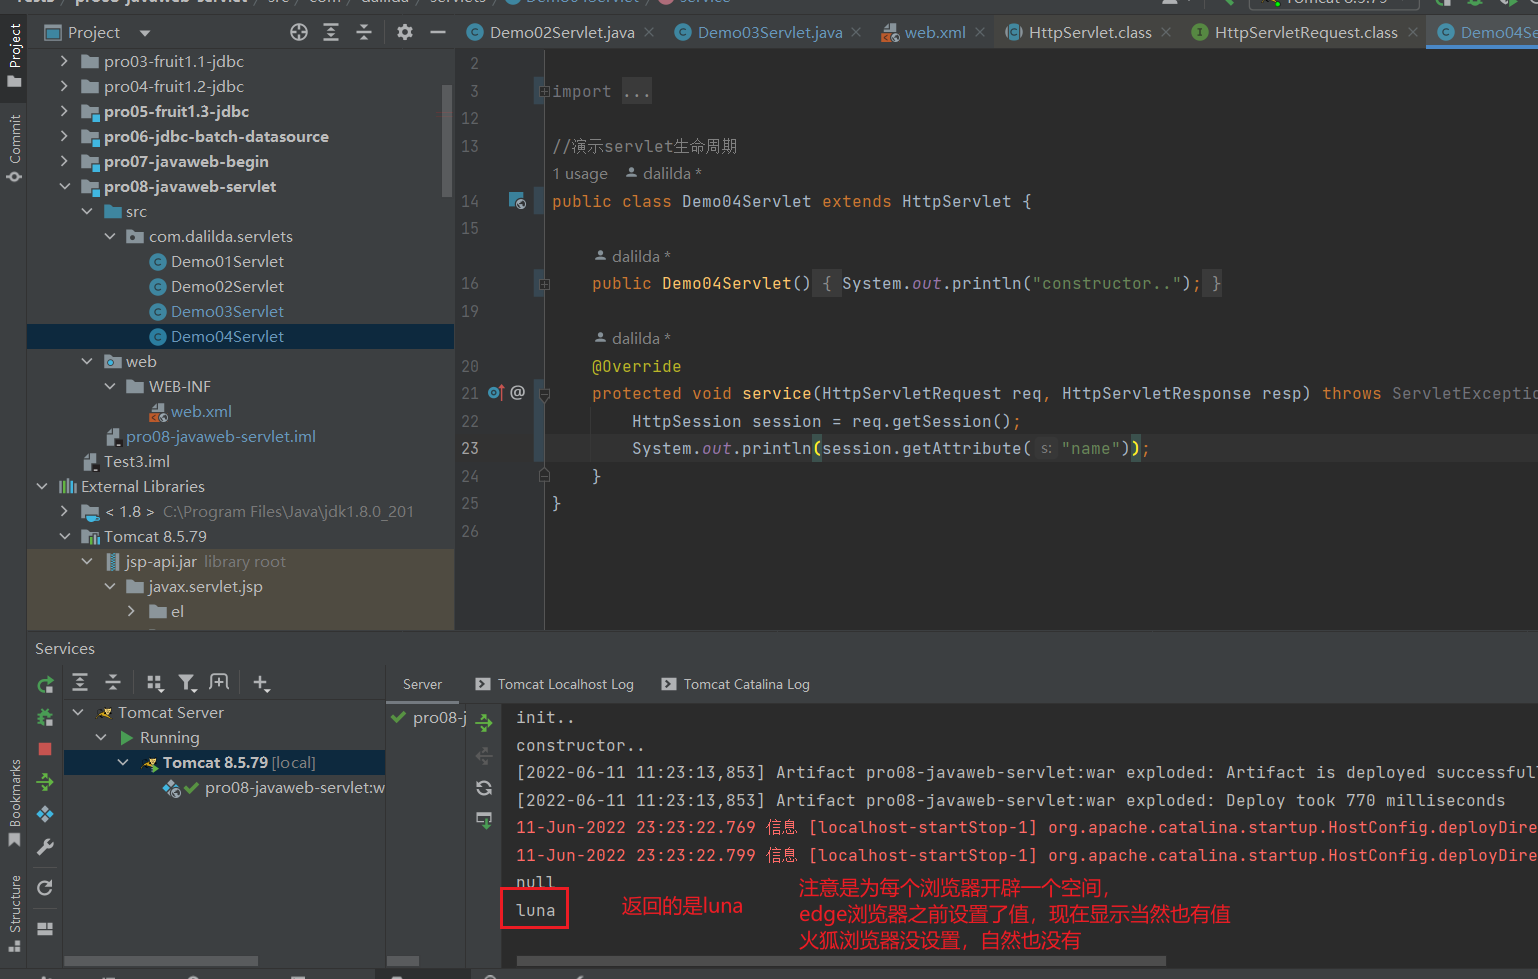 Project
Demo02Servlet.java
Demo03Servlet.java
web.xml
HttpServlet.class
HttpServletRequest.class
Demo04Se
Project
Commit
Bookmarks
Structure
pro03-fruit1.1-jdbc
pro04-fruit1.2-jdbc
pro05-fruit1.3-jdbc
pro06-jdbc-batch-datasource
pro07-javaweb-begin
pro08-javaweb-servlet
src
com.dalilda.servlets
Demo01Servlet
Demo02Servlet
Demo03Servlet
Demo04Servlet
web
WEB-INF
web.xml
pro08-javaweb-servlet.iml
Test3.iml
External Libraries
< 1.8 > C:\Program Files\Java\jdk1.8.0_201
Tomcat 8.5.79
jsp-api.jar library root
javax.servlet.jsp
el
2
3 import ...
12
13 //演示servlet生命周期
1 usage dalilda *
14 public class Demo04Servlet extends HttpServlet {
15
dalilda *
16 public Demo04Servlet() { System.out.println("constructor.."); }
19
dalilda *
20 @Override
21 @ protected void service(HttpServletRequest req, HttpServletResponse resp) throws ServletExceptio
22 HttpSession session = req.getSession();
23 System.out.println(session.getAttribute( s: "name"));
24 }
25 }
26
Services
Tomcat Server
Running
Tomcat 8.5.79 [local]
pro08-javaweb-servlet:w
Server
Tomcat Localhost Log
Tomcat Catalina Log
pro08-j
init..
constructor..
[2022-06-11 11:23:13,853] Artifact pro08-javaweb-servlet:war exploded: Artifact is deployed successful
[2022-06-11 11:23:13,853] Artifact pro08-javaweb-servlet:war exploded: Deploy took 770 milliseconds
11-Jun-2022 23:23:22.769 信息 [localhost-startStop-1] org.apache.catalina.startup.HostConfig.deployDire
11-Jun-2022 23:23:22.799 信息 [localhost-startStop-1] org.apache.catalina.startup.HostConfig.deployDire
null
luna
返回的是luna
注意是为每个浏览器开辟一个空间，
edge浏览器之前设置了值，现在显示当然也有值
火狐浏览器没设置，自然也没有